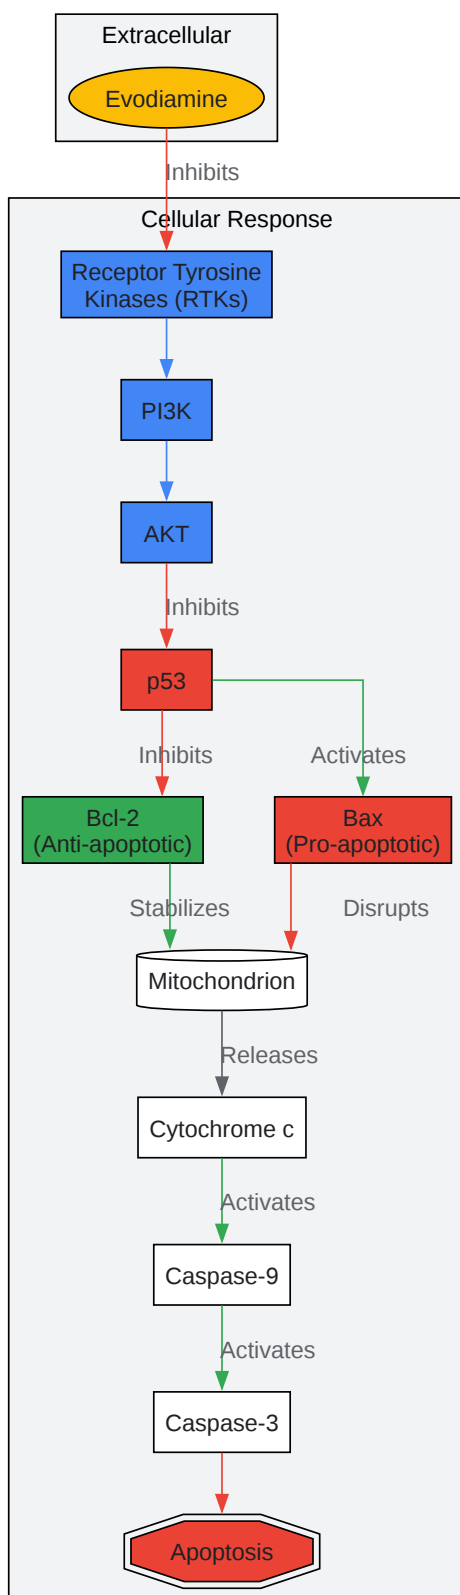 Extracellular
Evodiamine
Inhibits
Cellular Response
Receptor Tyrosine
Kinases (RTKs)
PI3K
AKT
Inhibits
p53
Inhibits
Activates
Bcl-2
(Anti-apoptotic)
Bax
(Pro-apoptotic)
Stabilizes
Disrupts
Mitochondrion
Releases
Cytochrome c
Activates
Caspase-9
Activates
Caspase-3
Apoptosis